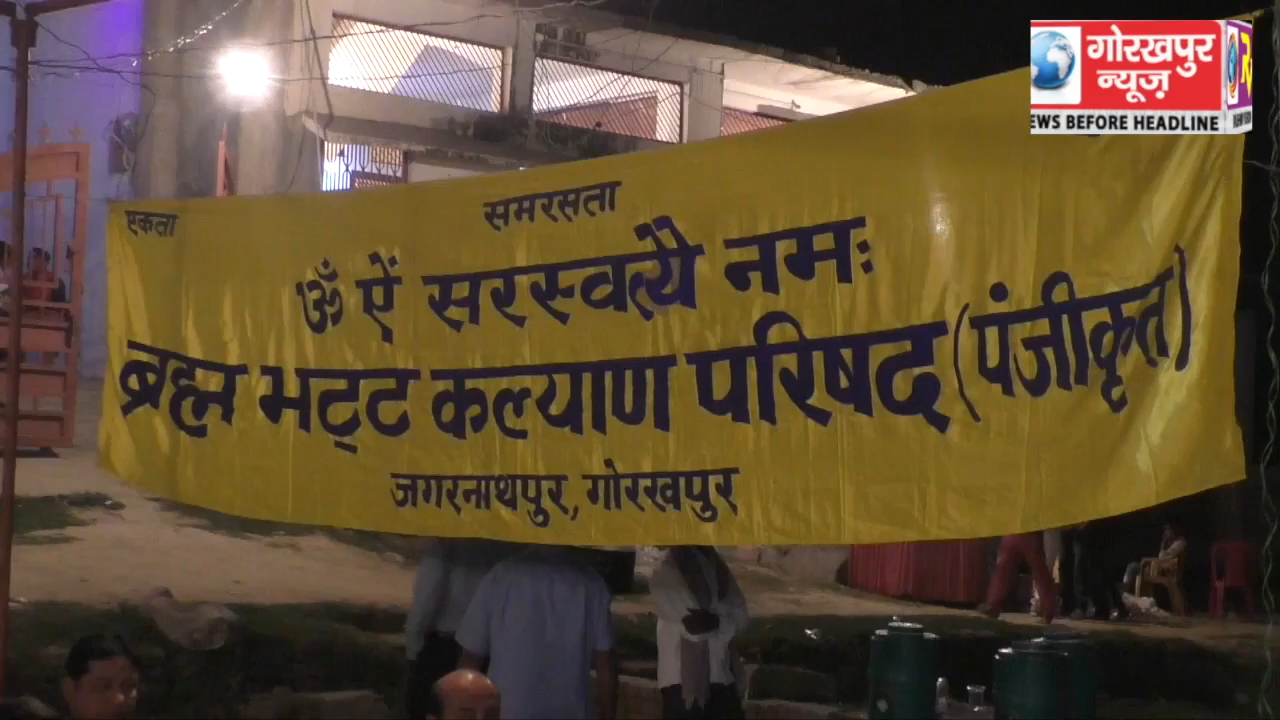 गोरखपुर
न्यूज़
EWS BEFORE HEADLINE
एकता
समरसता
ॐ ऐं सरस्वत्यै नमः
ब्रह्म भट्ट कल्याण परिषद (पंजीकृत)
जगरनाथपुर, गोरखपुर